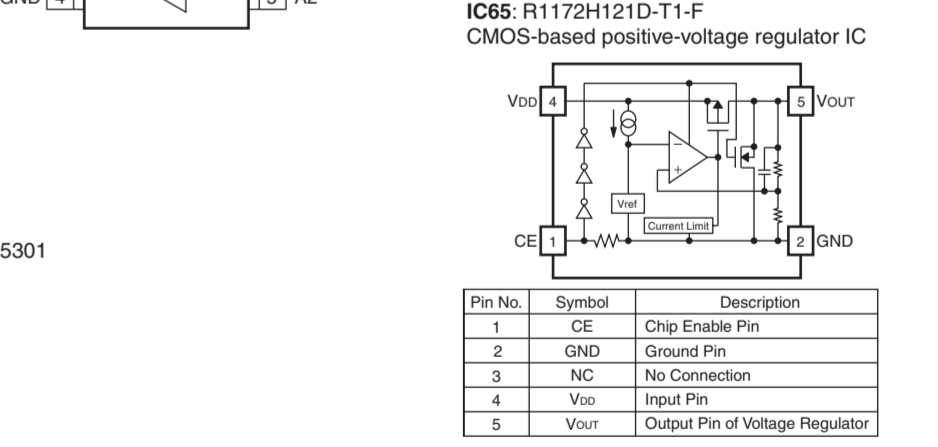 GND 4
5 A2
5301
IC65: R1172H121D-T1-F
CMOS-based positive-voltage regulator IC
VDD 4
5 VOUT
Vref
Current Limit
CE 1
2 GND
Pin No. Symbol Description
1 CE Chip Enable Pin
2 GND Ground Pin
3 NC No Connection
4 VDD Input Pin
5 VOUT Output Pin of Voltage Regulator